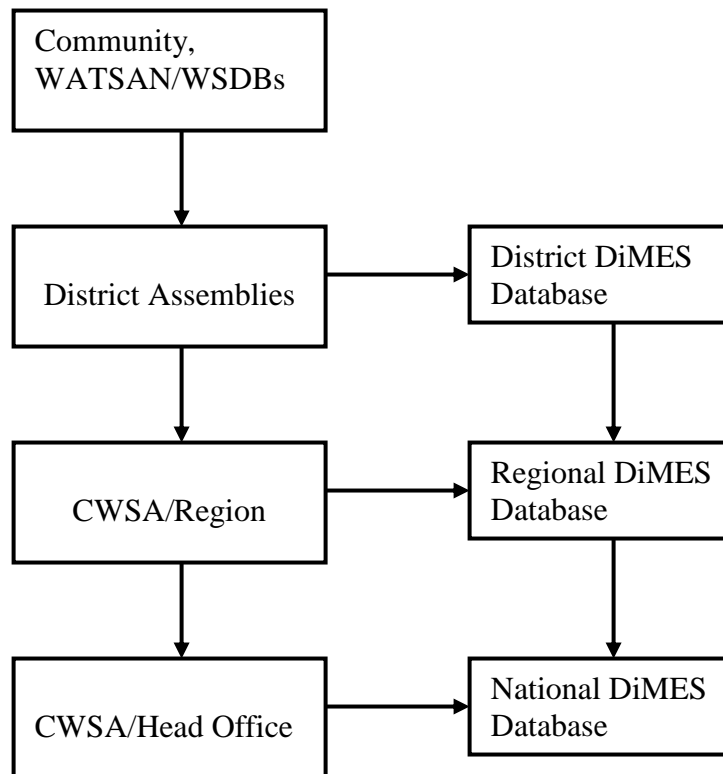 Community,
WATSAN/WSDBs
District Assemblies
District DiMES
Database
CWSA/Region
Regional DiMES
Database
CWSA/Head Office
National DiMES
Database